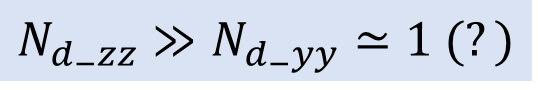 N_{d_zz} ≫ N_{d_yy} ≃ 1 (?)